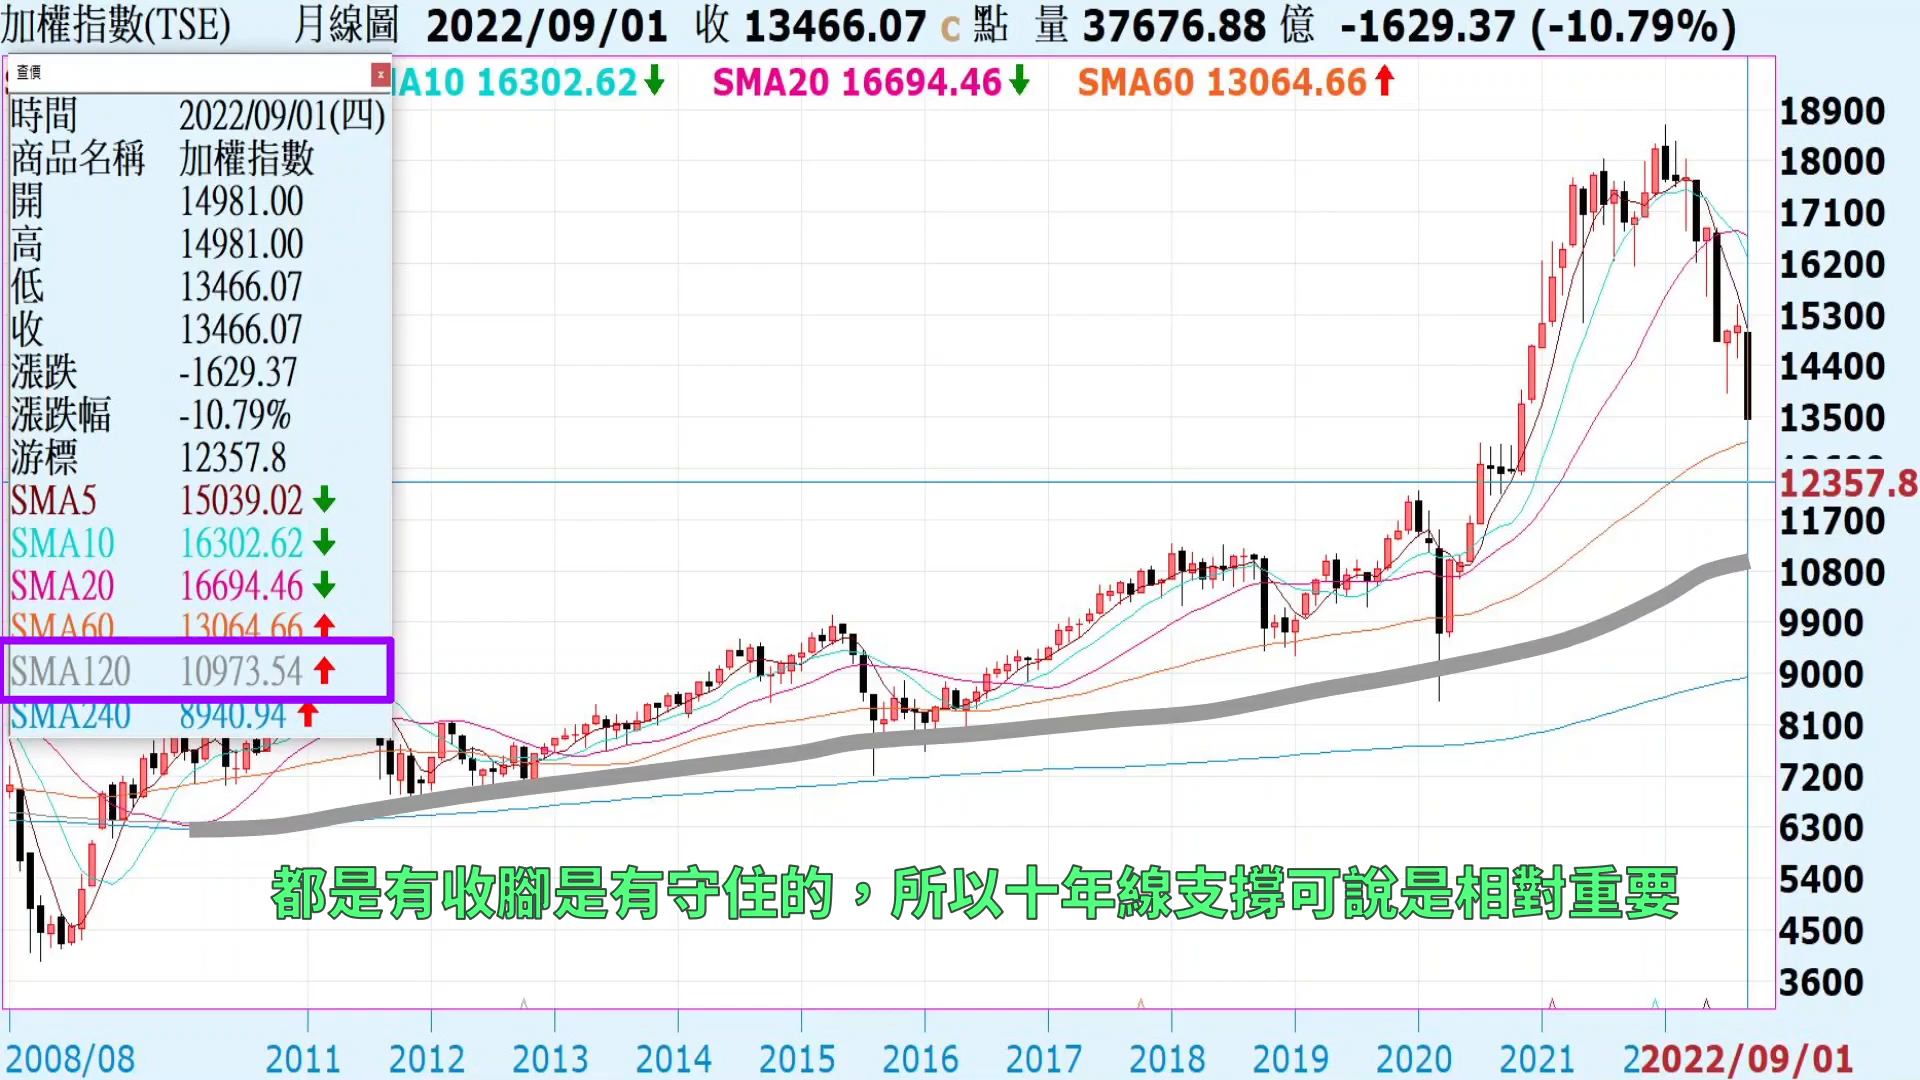 加權指數(TSE) 月線圖 2022/09/01 收 13466.07 c 點 量 37676.88 億 -1629.37 (-10.79%)
查價 x
A10 16302.62 SMA20 16694.46 SMA60 13064.66
時間 2022/09/01(四)
商品名稱 加權指數
開 14981.00
高 14981.00
低 13466.07
收 13466.07
漲跌 -1629.37
漲跌幅 -10.79%
游標 12357.8
SMA5 15039.02
SMA10 16302.62
SMA20 16694.46
SMA60 13064.66
SMA120 10973.54
SMA240 8940.94
18900
18000
17100
16200
15300
14400
13500
12357.8
11700
10800
9900
9000
8100
7200
6300
5400
4500
3600
都是有收腳是有守住的，所以十年線支撐可說是相對重要
2008/08 2011 2012 2013 2014 2015 2016 2017 2018 2019 2020 2021 2022/09/01